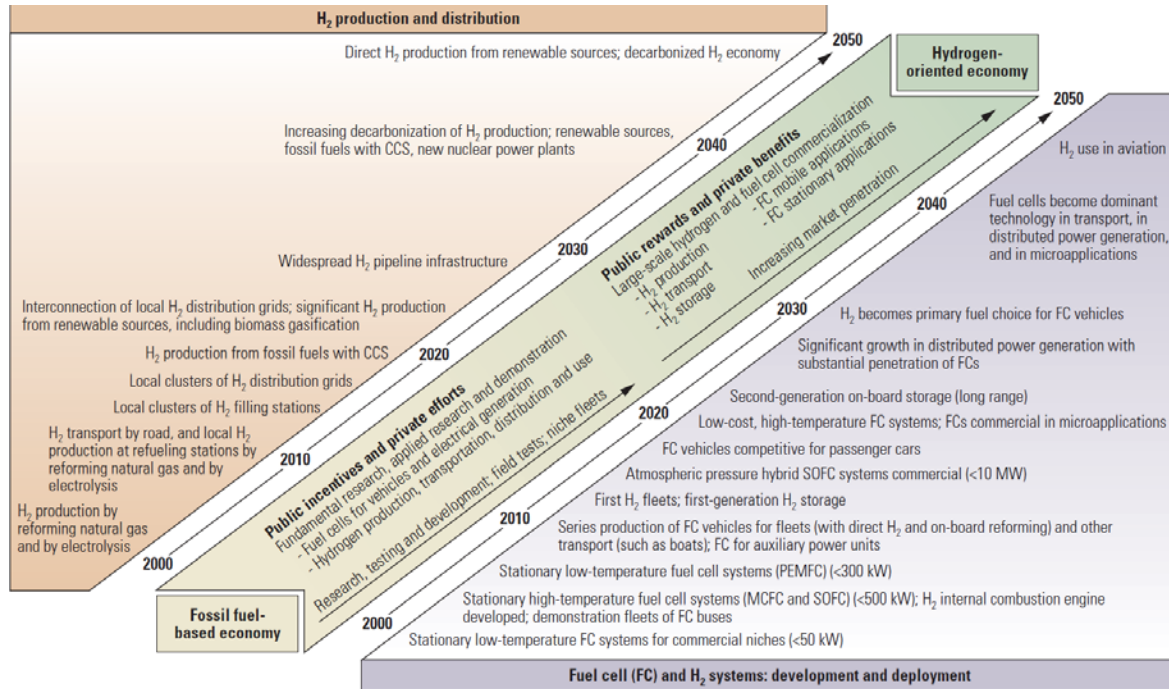 H₂ production and distribution
2050
Direct H₂ production from renewable sources; decarbonized H₂ economy
Increasing decarbonization of H₂ production; renewable sources,
fossil fuels with CCS, new nuclear power plants
2040
2030
Widespread H₂ pipeline infrastructure
Interconnection of local H₂ distribution grids; significant H₂ production
from renewable sources, including biomass gasification
2020
H₂ production from fossil fuels with CCS
Local clusters of H₂ distribution grids
Local clusters of H₂ filling stations
H₂ transport by road, and local H₂
production at refueling stations by
reforming natural gas and by
electrolysis
2010
H₂ production by
reforming natural gas
and by electrolysis
2000
Fossil fuel-
based economy
Public incentives and private efforts
Fundamental research, applied research and demonstration
- Fuel cells for vehicles and electrical generation
- Hydrogen production, transportation, distribution and use
Research, testing and development; field tests; niche fleets
Public rewards and private benefits
Large-scale hydrogen and fuel cell commercialization
- H₂ production
- H₂ transport
- H₂ storage
- FC mobile applications
- FC stationary applications
Increasing market penetration
Hydrogen-
oriented economy
2050
H₂ use in aviation
Fuel cells become dominant
technology in transport, in
distributed power generation,
and in microapplications
2040
2030
H₂ becomes primary fuel choice for FC vehicles
Significant growth in distributed power generation with
substantial penetration of FCs
Second-generation on-board storage (long range)
2020
Low-cost, high-temperature FC systems; FCs commercial in microapplications
FC vehicles competitive for passenger cars
Atmospheric pressure hybrid SOFC systems commercial (<10 MW)
First H₂ fleets; first-generation H₂ storage
2010
Series production of FC vehicles for fleets (with direct H₂ and on-board reforming) and other
transport (such as boats); FC for auxiliary power units
Stationary low-temperature fuel cell systems (PEMFC) (<300 kW)
Stationary high-temperature fuel cell systems (MCFC and SOFC) (<500 kW); H₂ internal combustion engine
developed; demonstration fleets of FC buses
2000
Stationary low-temperature FC systems for commercial niches (<50 kW)
Fuel cell (FC) and H₂ systems: development and deployment